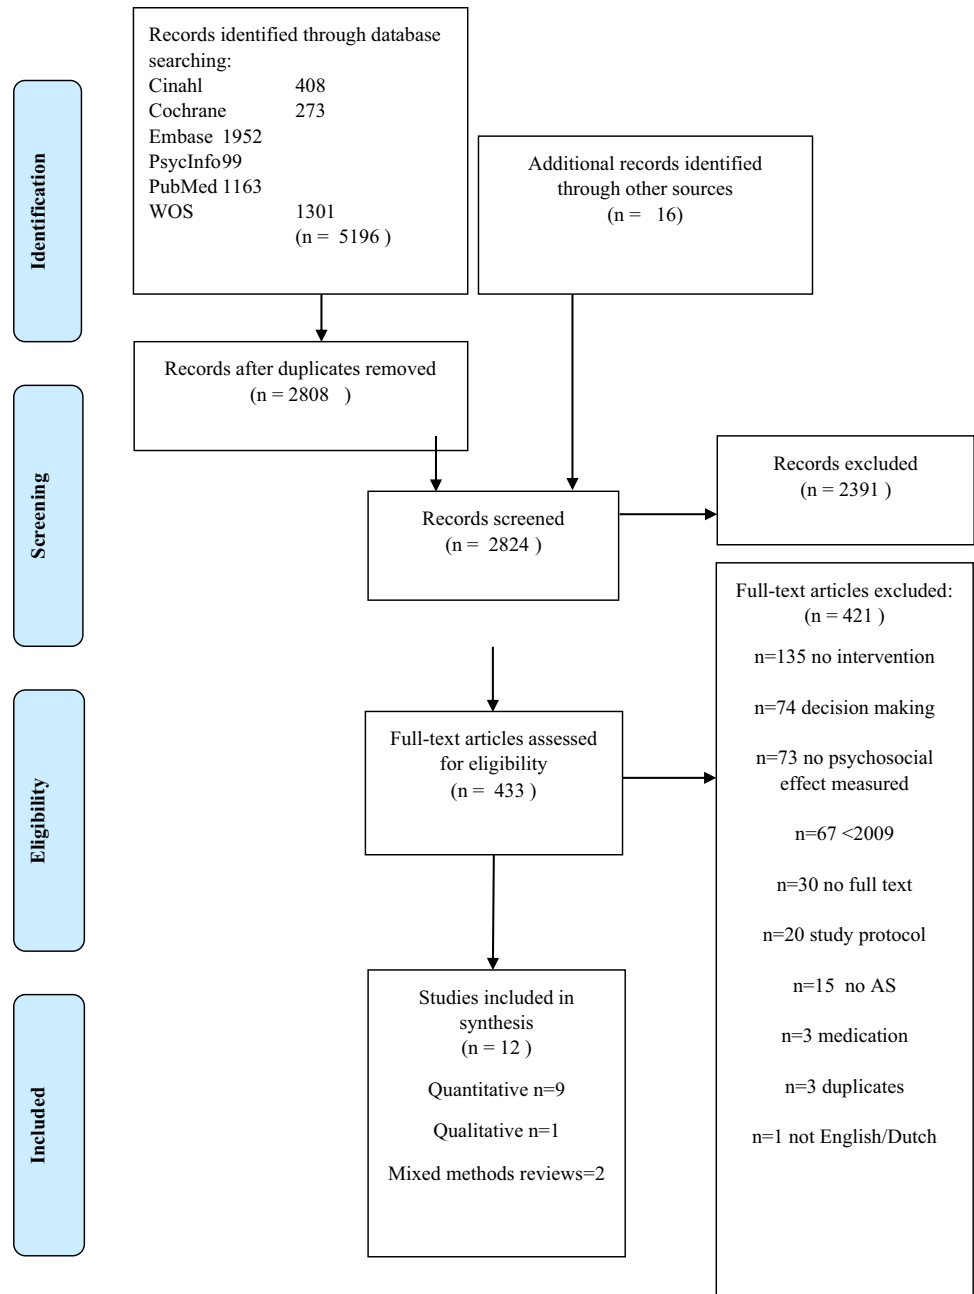 Identification
Records identified through database
searching:
Cinahl 408
Cochrane 273
Embase 1952
PsycInfo99
PubMed 1163
WOS 1301
(n = 5196 )
Additional records identified
through other sources
(n = 16)
Records after duplicates removed
(n = 2808 )
Screening
Records screened
(n = 2824 )
Records excluded
(n = 2391 )
Eligibility
Full-text articles assessed
for eligibility
(n = 433 )
Full-text articles excluded:
(n = 421 )
n=135 no intervention
n=74 decision making
n=73 no psychosocial
effect measured
n=67 <2009
n=30 no full text
n=20 study protocol
n=15 no AS
n=3 medication
n=3 duplicates
n=1 not English/Dutch
Included
Studies included in
synthesis
(n = 12 )
Quantitative n=9
Qualitative n=1
Mixed methods reviews=2